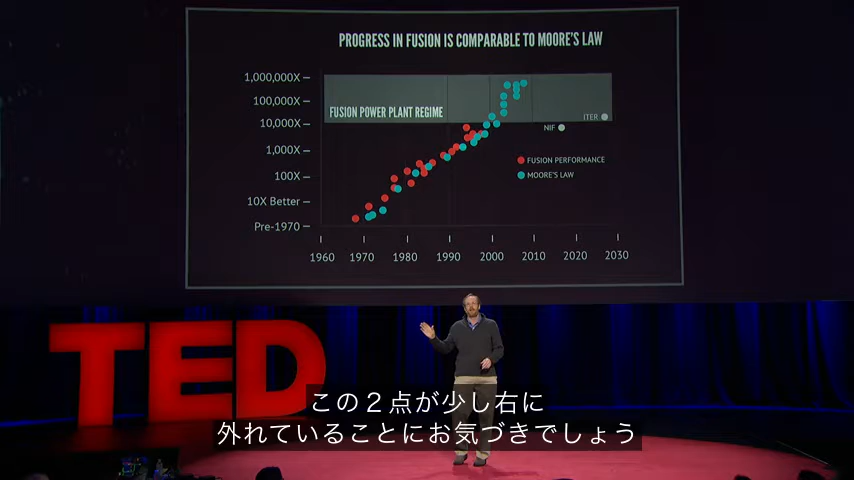 PROGRESS IN FUSION IS COMPARABLE TO MOORE'S LAW
1,000,000X
100,000X
10,000X
1,000X
100X
10X Better
Pre-1970
FUSION POWER PLANT REGIME
ITER
NIF
FUSION PERFORMANCE
MOORE'S LAW
1960 1970 1980 1990 2000 2010 2020 2030
TED
この2点が少し右に
外れていることにお気づきでしょう